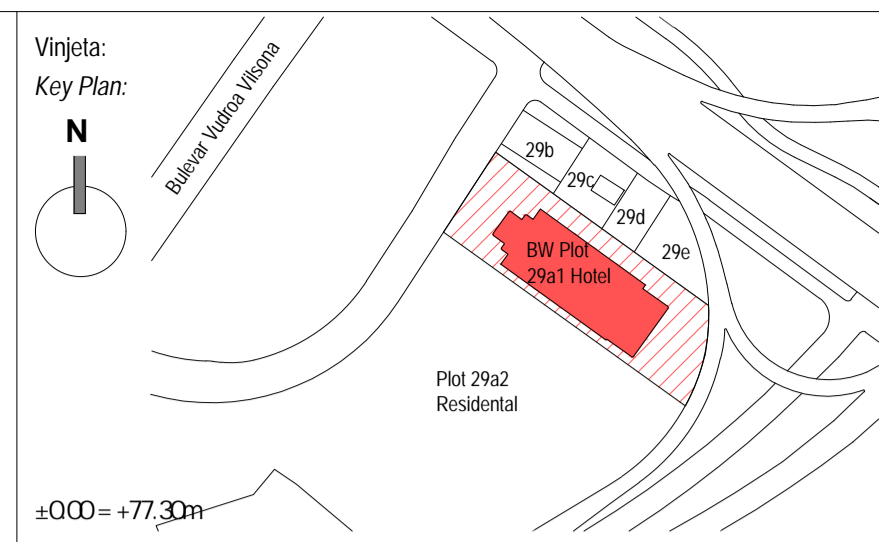 Vinjeta:
Key Plan:
N
Bulevar Vudroa Vilsona
29b
29c
29d
29e
BW Plot
29a1 Hotel
Plot 29a2
Residental
±0.00 = +77.30m